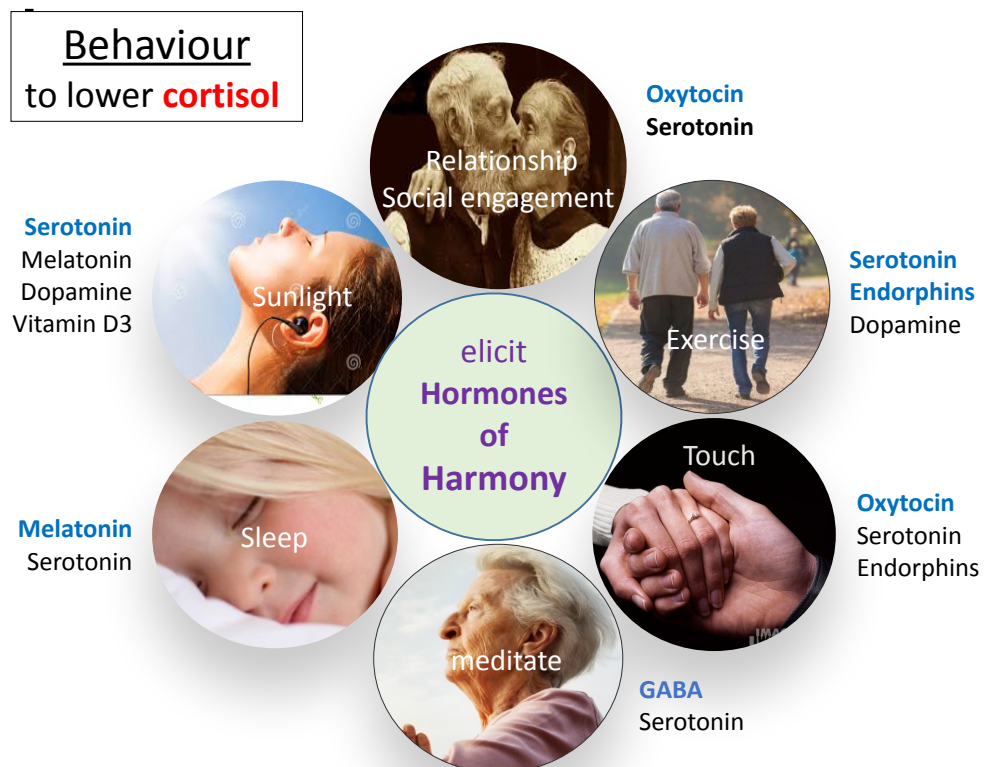 Behaviour
to lower cortisol
Oxytocin
Serotonin
Relationship
Social engagement
Serotonin
Melatonin
Dopamine
Vitamin D3
Sunlight
Serotonin
Endorphins
Dopamine
Exercise
elicit
Hormones
of
Harmony
Touch
Oxytocin
Serotonin
Endorphins
Melatonin
Serotonin
Sleep
meditate
GABA
Serotonin